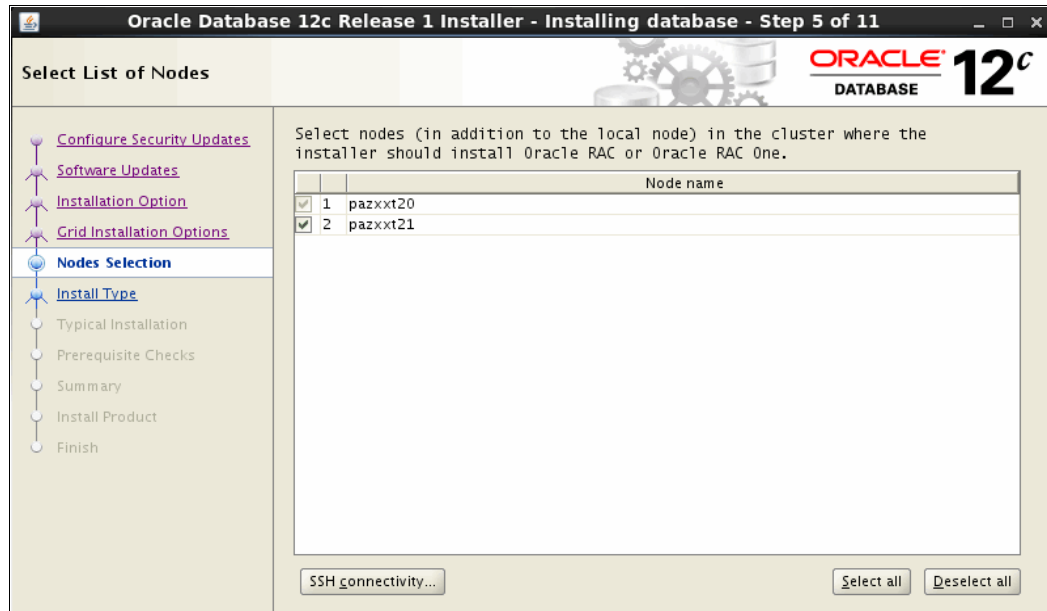 Oracle Database 12c Release 1 Installer - Installing database - Step 5 of 11
Select List of Nodes
ORACLE
DATABASE
12c
Configure Security Updates
Software Updates
Installation Option
Grid Installation Options
Nodes Selection
Install Type
Typical Installation
Prerequisite Checks
Summary
Install Product
Finish
Select nodes (in addition to the local node) in the cluster where the
installer should install Oracle RAC or Oracle RAC One.
Node name
1 pazxxt20
2 pazxxt21
SSH connectivity...
Select all
Deselect all